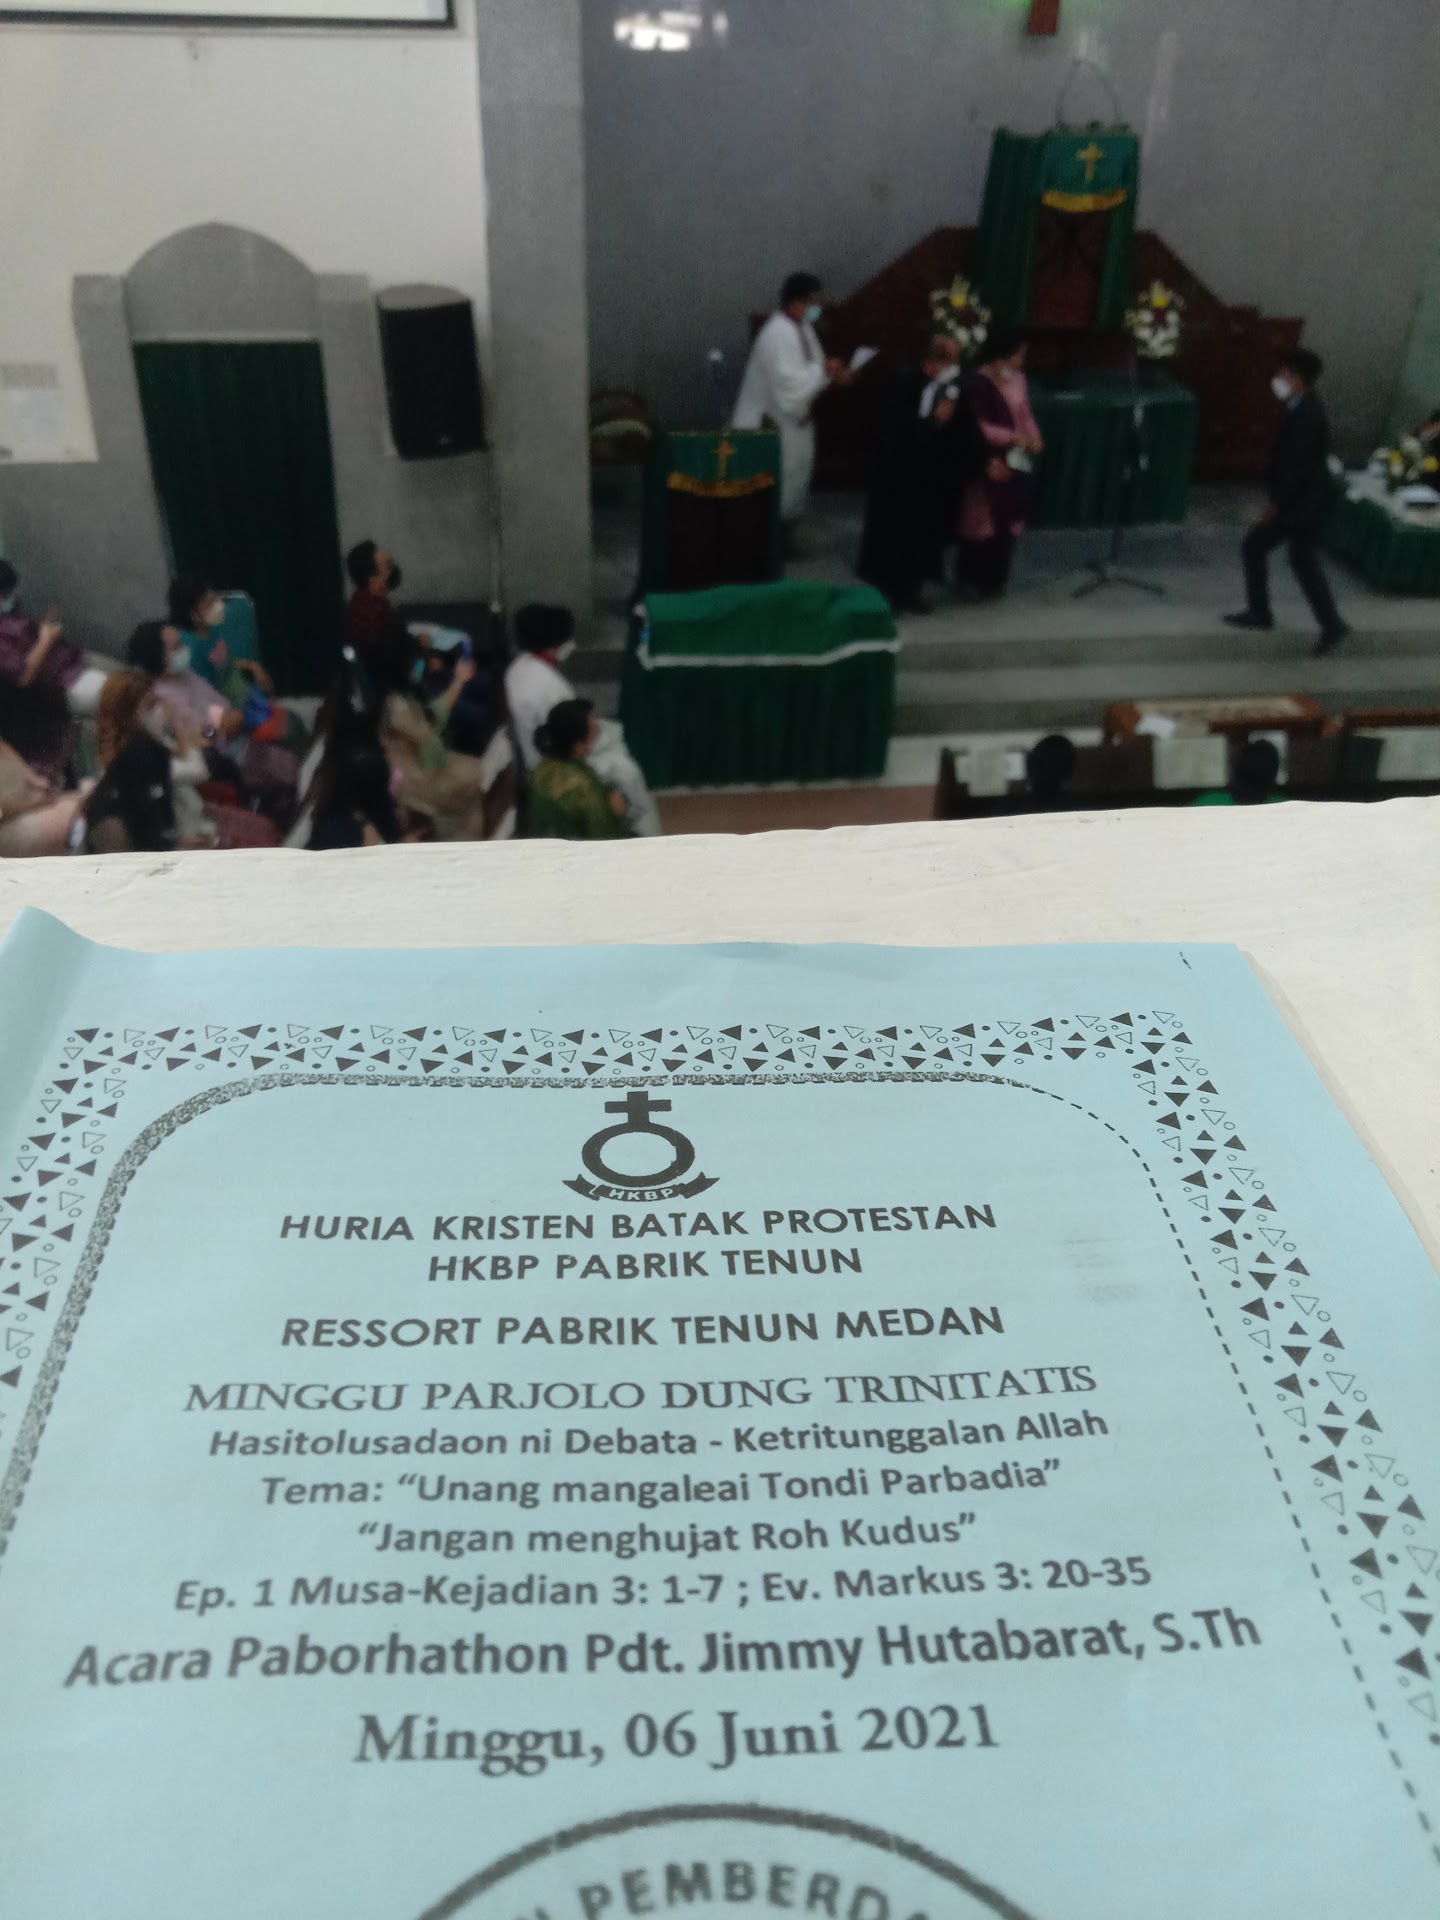 HKBP
HURIA KRISTEN BATAK PROTESTAN
HKBP PABRIK TENUN
RESSORT PABRIK TENUN MEDAN
MINGGU PARJOLO DUNG TRINITATIS
Hasitolusadaon ni Debata - Ketritunggalan Allah
Tema: “Unang mangaleai Tondi Parbadia”
“Jangan menghujat Roh Kudus”
Ep. 1 Musa-Kejadian 3: 1-7 ; Ev. Markus 3: 20-35
Acara Paborhathon Pdt. Jimmy Hutabarat, S.Th
Minggu, 06 Juni 2021